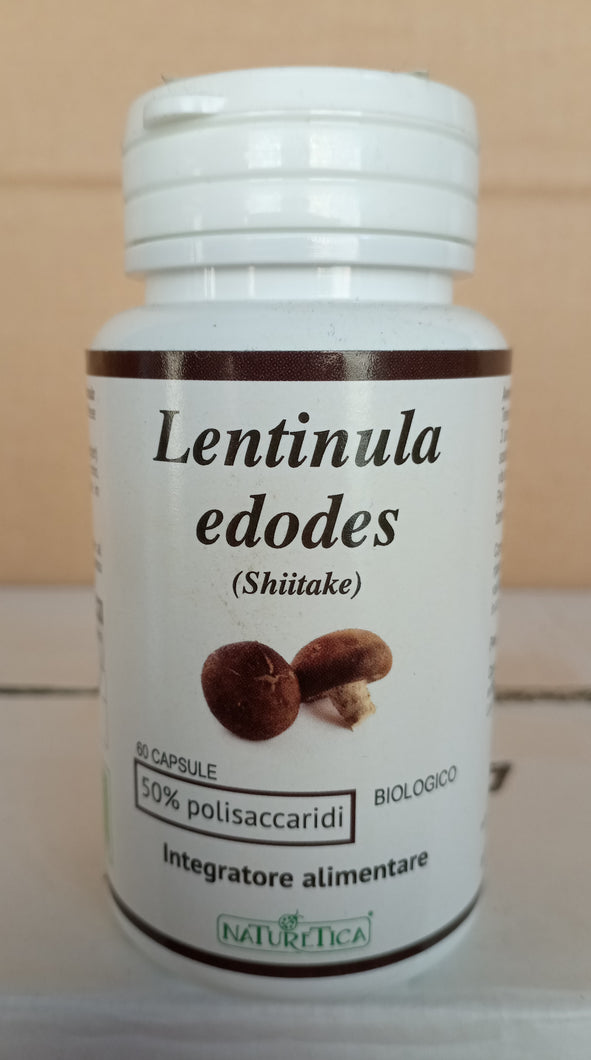 Lentinula
edodes
(Shiitake)
60 CAPSULE
50% polisaccaridi
BIOLOGICO
Integratore alimentare
NATURETICA